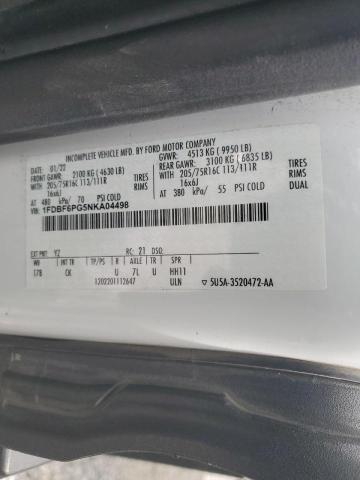 INCOMPLETE VEHICLE MFD. BY FORD MOTOR COMPANY
DATE: 01/22 GVWR: 4513 KG ( 9950 LB)
FRONT GAWR: 2100 KG ( 4630 LB) REAR GAWR: 3100 KG ( 6835 LB)
205/75R16C 113/111R TIRES 205/75R16C 113/111R TIRES
16x6J RIMS 16x6J RIMS
AT 480 kPa/ 70 PSI COLD AT 380 kPa/ 55 PSI COLD DUAL
VIN: 1FDBF6PG5NKA04498
EXT PNT: YZ RC: 21 DSO:
WB INT TR TP/PS R AXLE TR SPR
178 CK U 7L HH11
1202201112647 ULN ▽ 5U5A-3520472-AA